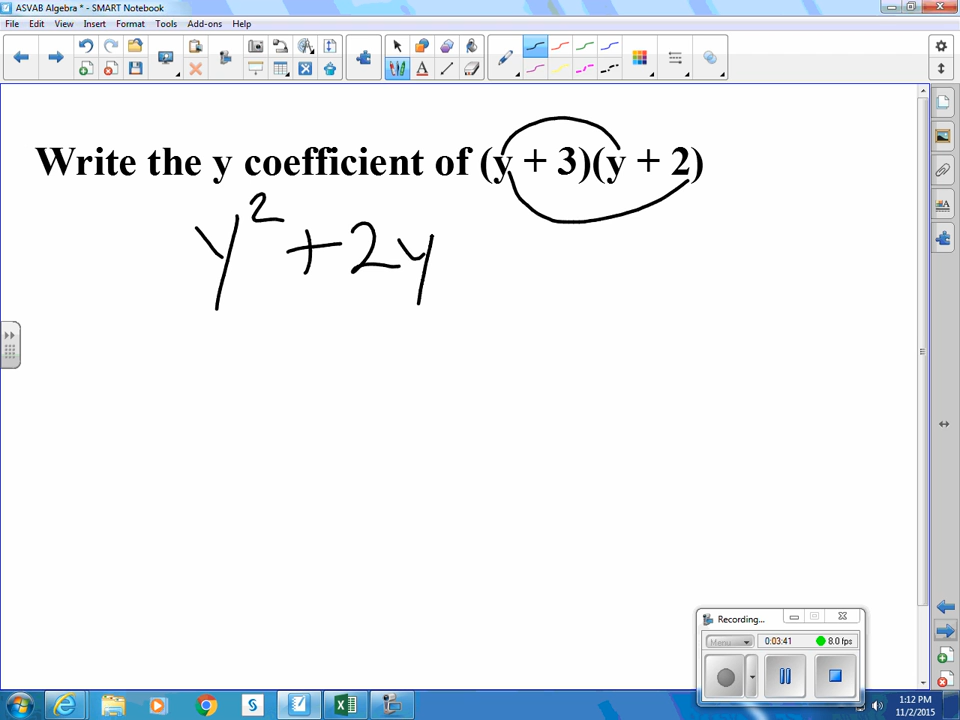 ASVAB Algebra * - SMART Notebook
File Edit View Insert Format Tools Add-ons Help
Write the y coefficient of (y + 3)(y + 2)
y² + 2y
Recording...
Menu 0:03:41 8.0 fps
1:12 PM
11/2/2015